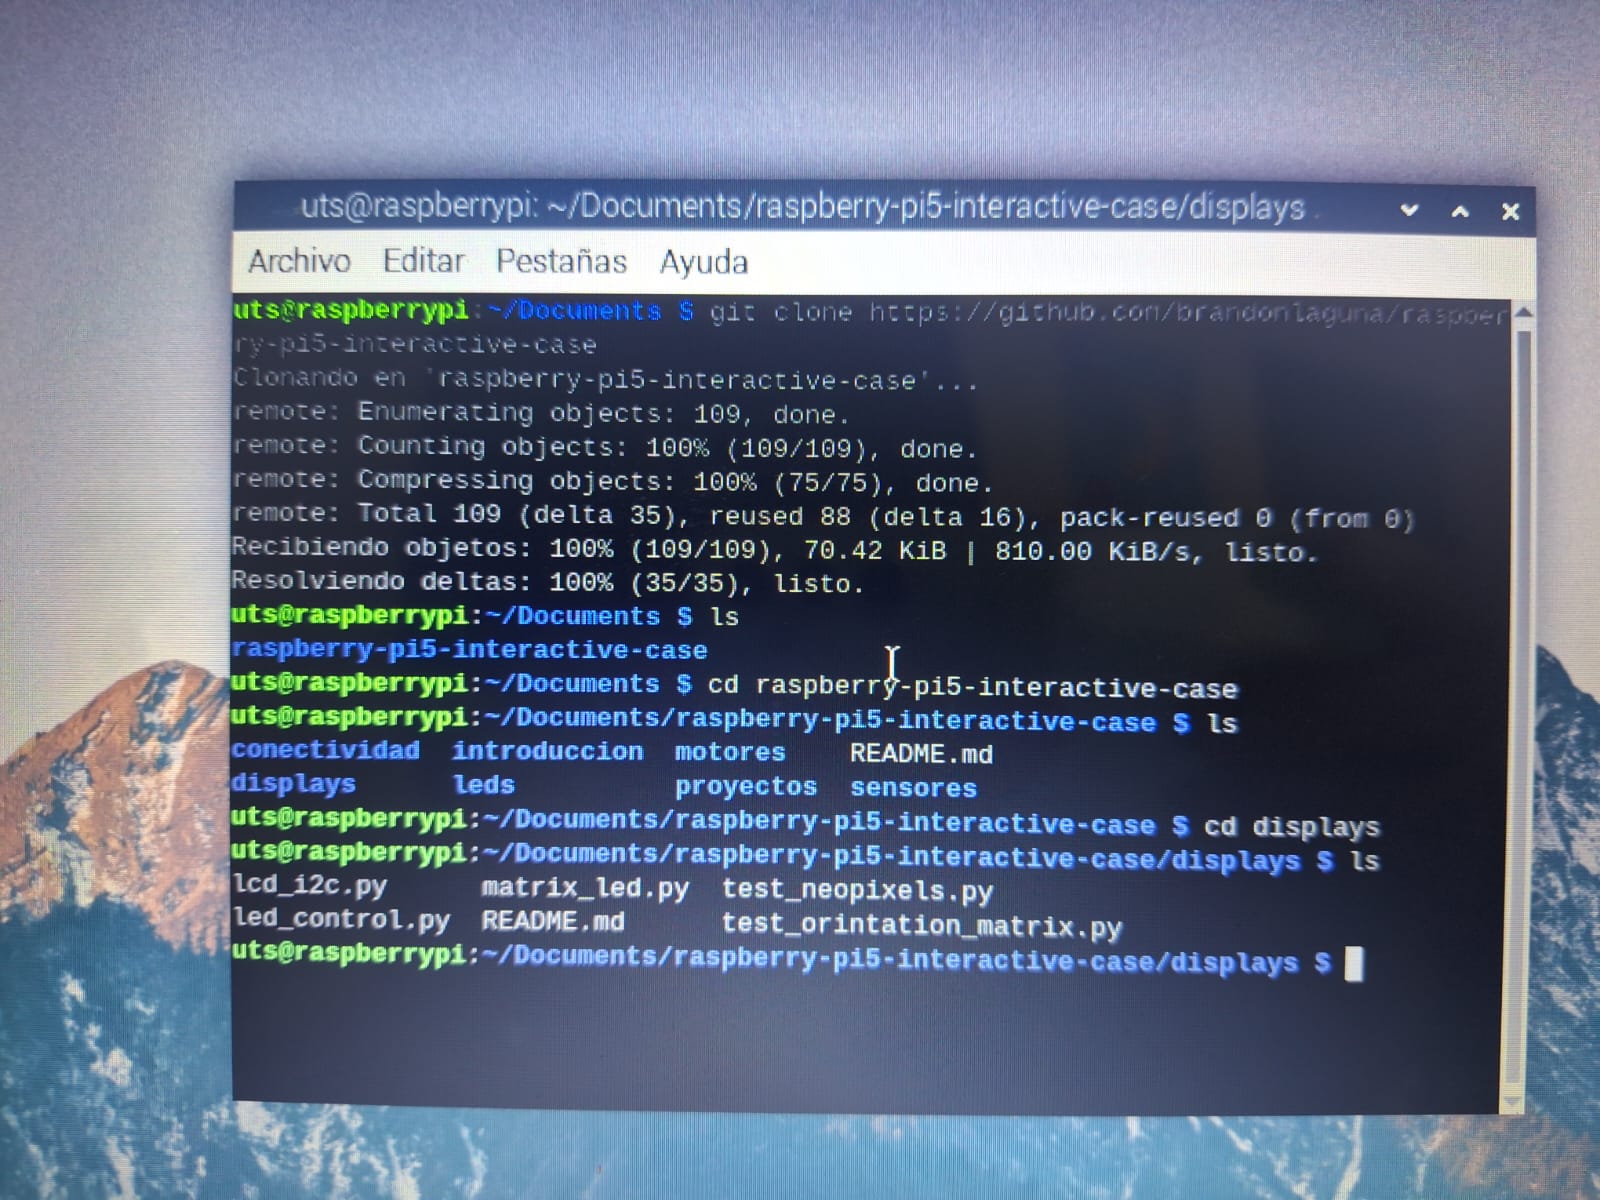 uts@raspberrypi: ~/Documents/raspberry-pi5-interactive-case/displays
Archivo Editar Pestañas Ayuda
uts@raspberrypi:~/Documents $ git clone https://github.com/brandonlaguna/raspber
ry-pi5-interactive-case
Clonando en 'raspberry-pi5-interactive-case'...
remote: Enumerating objects: 109, done.
remote: Counting objects: 100% (109/109), done.
remote: Compressing objects: 100% (75/75), done.
remote: Total 109 (delta 35), reused 88 (delta 16), pack-reused 0 (from 0)
Recibiendo objetos: 100% (109/109), 70.42 KiB | 810.00 KiB/s, listo.
Resolviendo deltas: 100% (35/35), listo.
uts@raspberrypi:~/Documents $ ls
raspberry-pi5-interactive-case
uts@raspberrypi:~/Documents $ cd raspberry-pi5-interactive-case
uts@raspberrypi:~/Documents/raspberry-pi5-interactive-case $ ls
conectividad introduccion motores README.md
displays leds proyectos sensores
uts@raspberrypi:~/Documents/raspberry-pi5-interactive-case $ cd displays
uts@raspberrypi:~/Documents/raspberry-pi5-interactive-case/displays $ ls
lcd_i2c.py matrix_led.py test_neopixels.py
led_control.py README.md test_orintation_matrix.py
uts@raspberrypi:~/Documents/raspberry-pi5-interactive-case/displays $